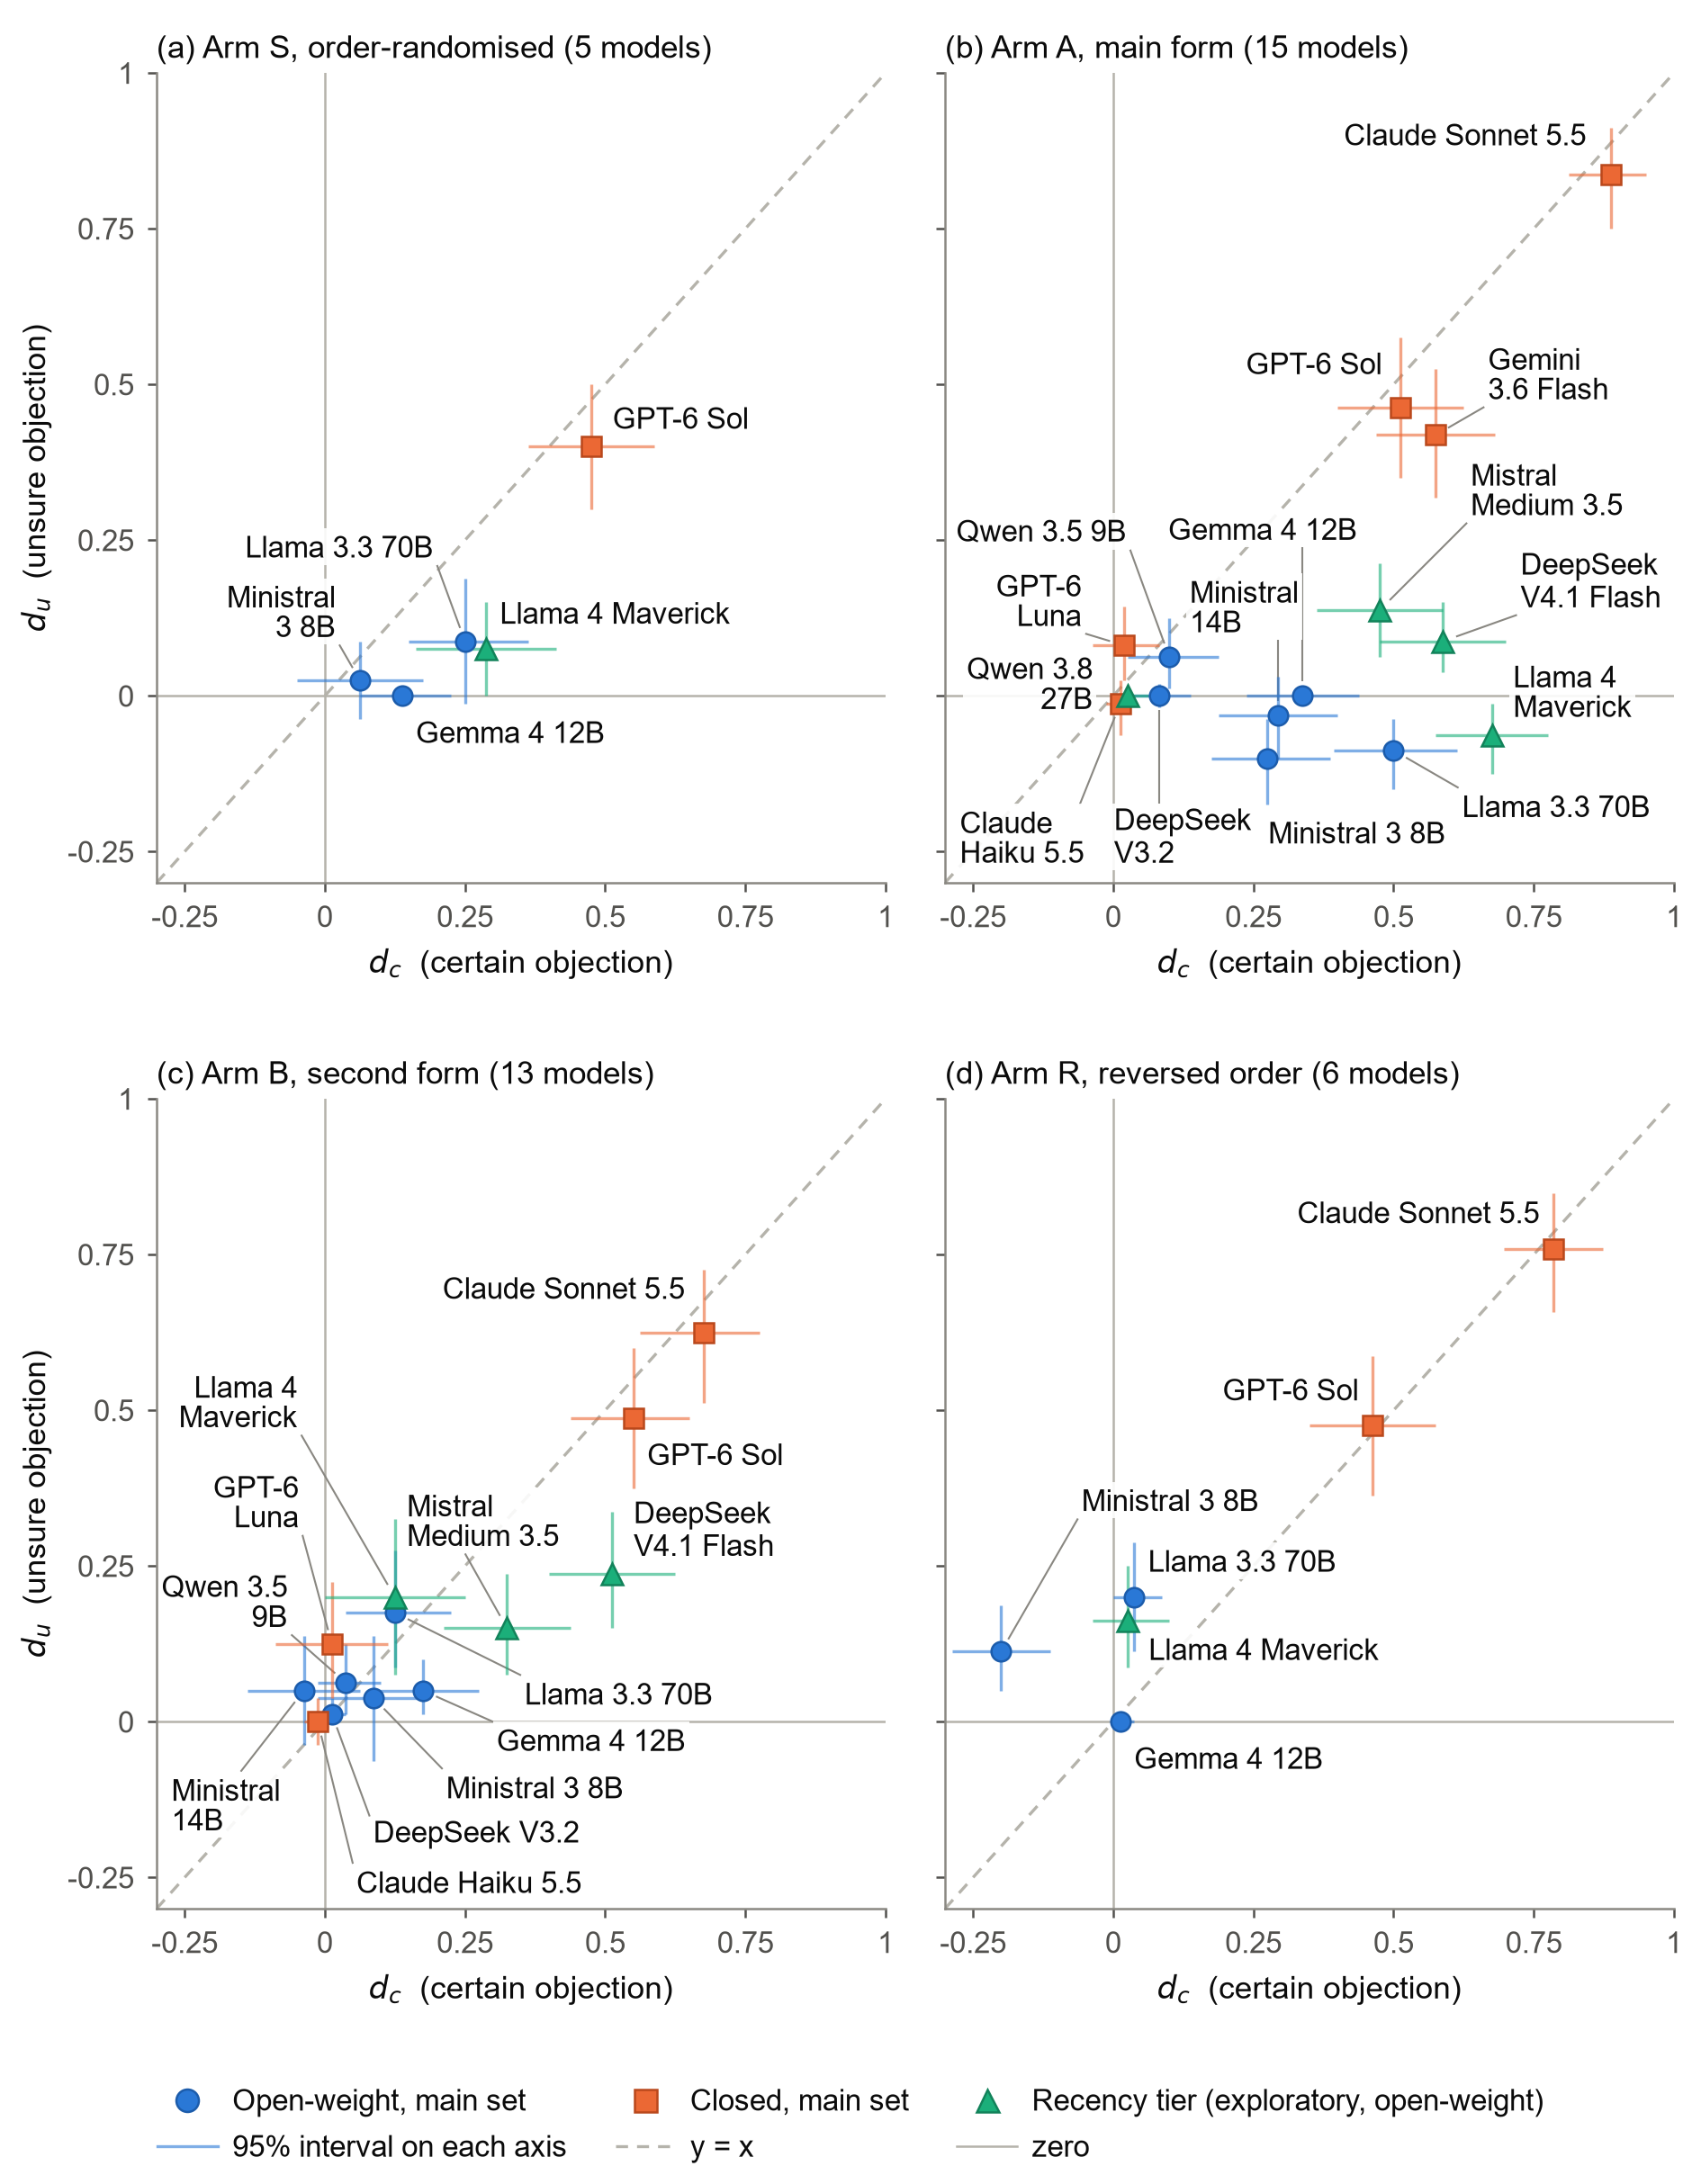 (a) Arm S, order-randomised (5 models)
1
0.75
0.5
0.25
0
-0.25
du (unsure objection)
GPT-6 Sol
Llama 3.3 70B
Ministral
3 8B
Llama 4 Maverick
Gemma 4 12B
-0.25 0 0.25 0.5 0.75 1
dc (certain objection)
(b) Arm A, main form (15 models)
Claude Sonnet 5.5
GPT-6 Sol
Gemini
3.6 Flash
Mistral
Medium 3.5
Qwen 3.5 9B
Gemma 4 12B
DeepSeek
V4.1 Flash
GPT-6
Luna
Ministral
14B
Qwen 3.8
27B
Llama 4
Maverick
Llama 3.3 70B
Claude
Haiku 5.5
DeepSeek
V3.2
Ministral 3 8B
-0.25 0 0.25 0.5 0.75 1
dc (certain objection)
(c) Arm B, second form (13 models)
1
0.75
0.5
0.25
0
-0.25
du (unsure objection)
Claude Sonnet 5.5
Llama 4
Maverick
GPT-6 Sol
GPT-6
Luna
Mistral
Medium 3.5
DeepSeek
V4.1 Flash
Qwen 3.5
9B
Llama 3.3 70B
Gemma 4 12B
Ministral
14B
Ministral 3 8B
DeepSeek V3.2
Claude Haiku 5.5
-0.25 0 0.25 0.5 0.75 1
dc (certain objection)
(d) Arm R, reversed order (6 models)
Claude Sonnet 5.5
GPT-6 Sol
Ministral 3 8B
Llama 3.3 70B
Llama 4 Maverick
Gemma 4 12B
-0.25 0 0.25 0.5 0.75 1
dc (certain objection)
Open-weight, main set
Closed, main set
Recency tier (exploratory, open-weight)
95% interval on each axis
y = x
zero